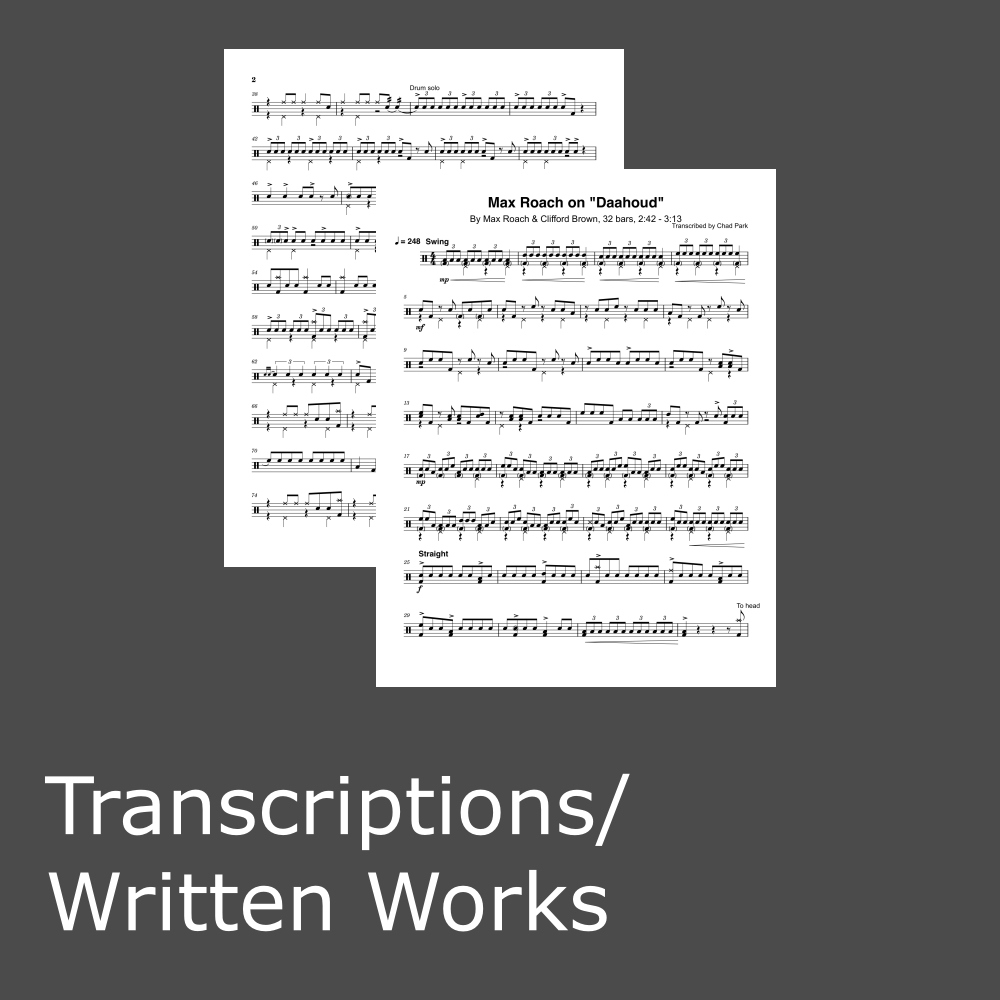 2
Drum solo
38
42
46
50
54
58
62
66
70
74
Max Roach on "Daahoud"
By Max Roach & Clifford Brown, 32 bars, 2:42 - 3:13
Transcribed by Chad Park
♩ = 248 Swing
mp
5
mf
9
13
17
mp
21
Straight
25
f
To head
29
Transcriptions/
Written Works